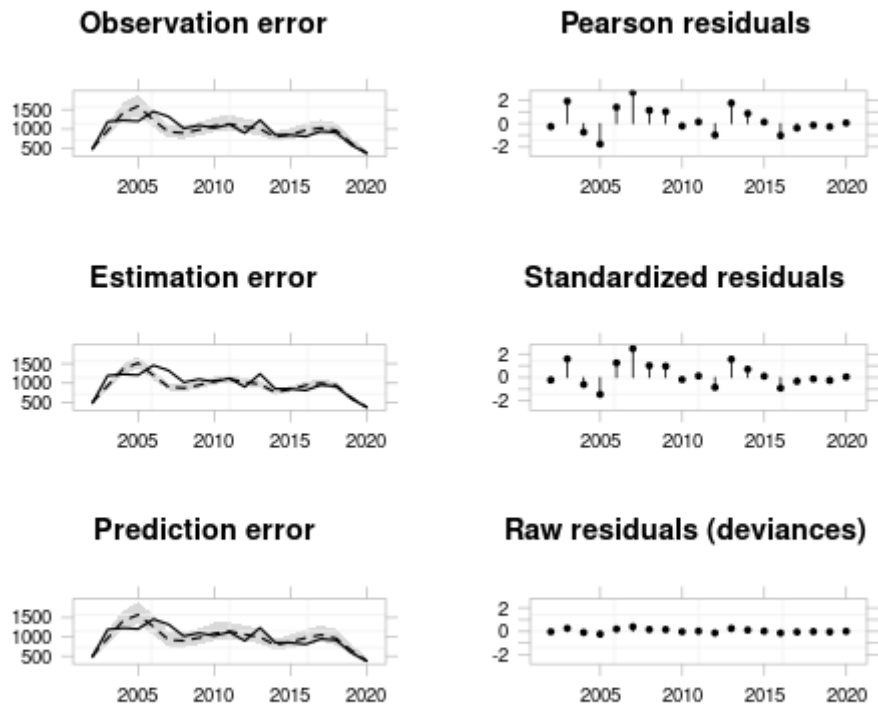 Observation error
1500
1000
500
2005 2010 2015 2020
Pearson residuals
2
0
-2
2005 2010 2015 2020
Estimation error
1500
1000
500
2005 2010 2015 2020
Standardized residuals
2
0
-2
2005 2010 2015 2020
Prediction error
1500
1000
500
2005 2010 2015 2020
Raw residuals (deviances)
2
0
-2
2005 2010 2015 2020